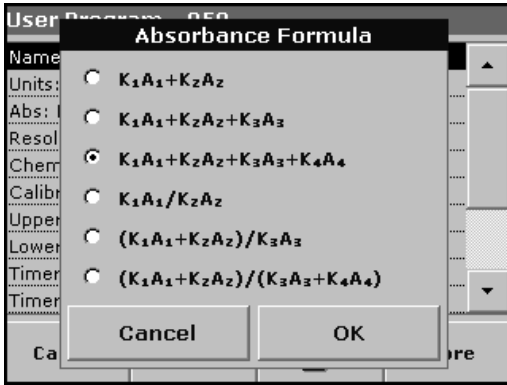 User Program 950
Absorbance Formula
Name
Units:
Abs:
Resol
Chem
Calibr
Upper
Lower
Timer
Timer
K₁A₁+K₂A₂
K₁A₁+K₂A₂+K₃A₃
K₁A₁+K₂A₂+K₃A₃+K₄A₄
K₁A₁/K₂A₂
(K₁A₁+K₂A₂)/K₃A₃
(K₁A₁+K₂A₂)/(K₃A₃+K₄A₄)
Cancel OK
Ca ore